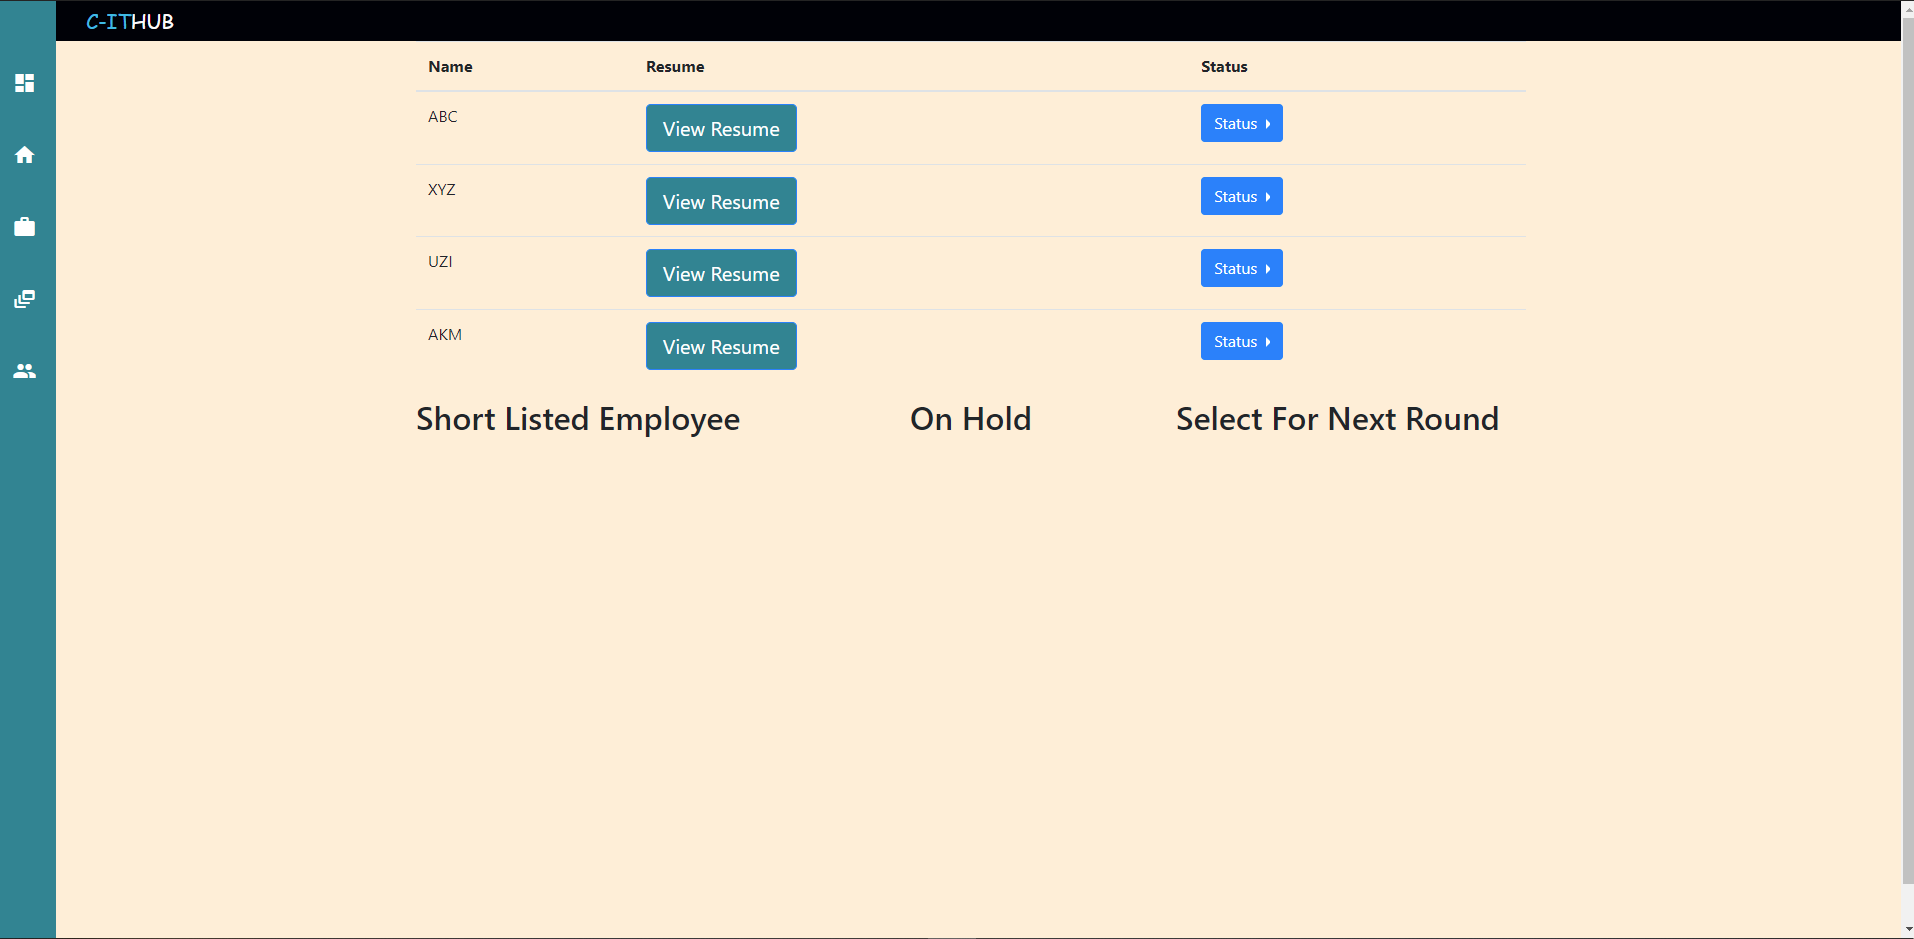 C-ITHUB
Name Resume Status
ABC View Resume Status
XYZ View Resume Status
UZI View Resume Status
AKM View Resume Status
Short Listed Employee On Hold Select For Next Round